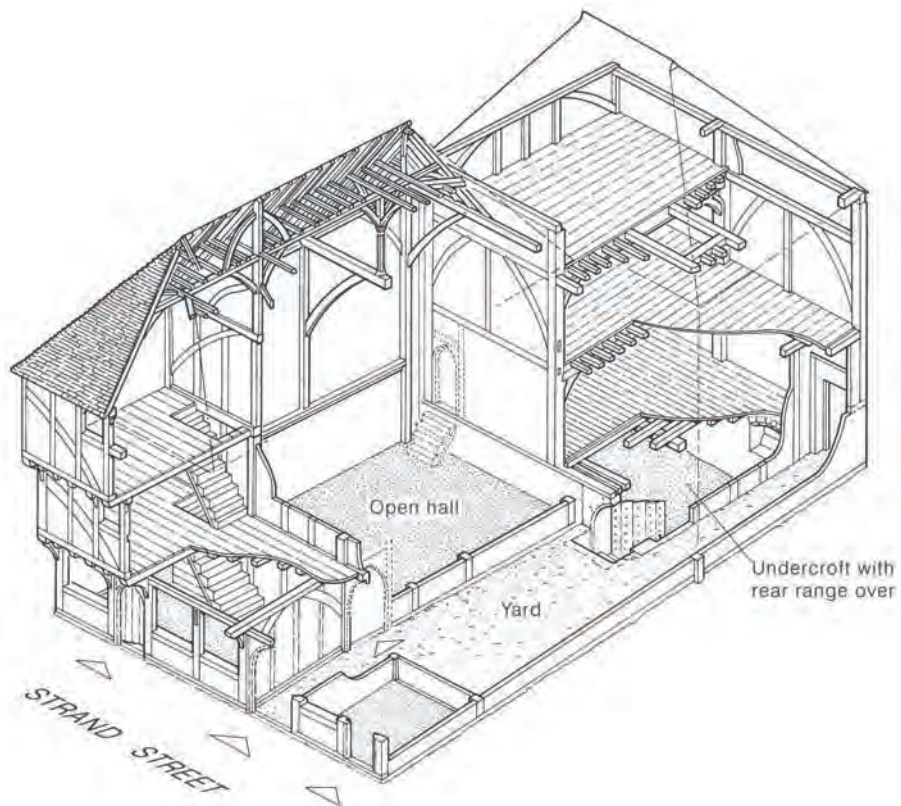 Open hall
Undercroft with
rear range over
Yard
STRAND STREET